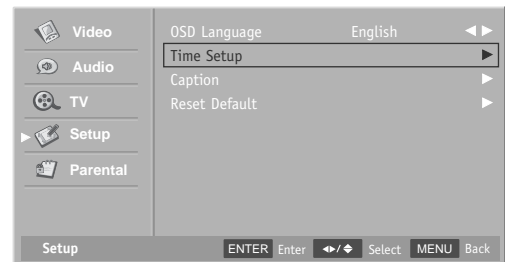 Video
Audio
TV
Setup
Parental
OSD Language English
Time Setup
Caption
Reset Default
Setup ENTER Enter / Select MENU Back